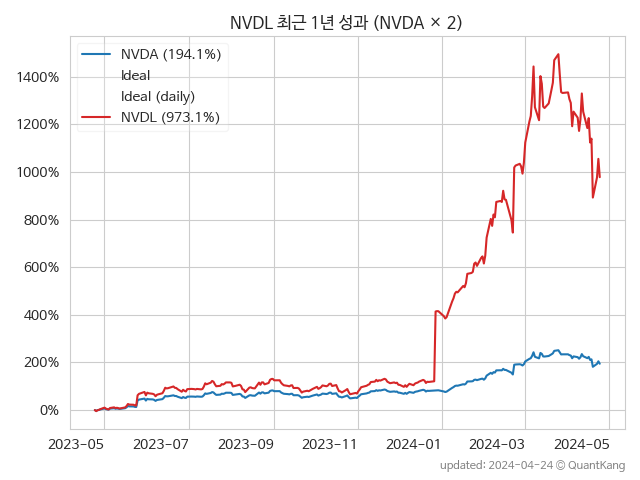 NVDL 최근 1년 성과 (NVDA × 2)
NVDA (194.1%)
Ideal
Ideal (daily)
NVDL (973.1%)
1400%
1200%
1000%
800%
600%
400%
200%
0%
2023-05 2023-07 2023-09 2023-11 2024-01 2024-03 2024-05
updated: 2024-04-24 © QuantKang